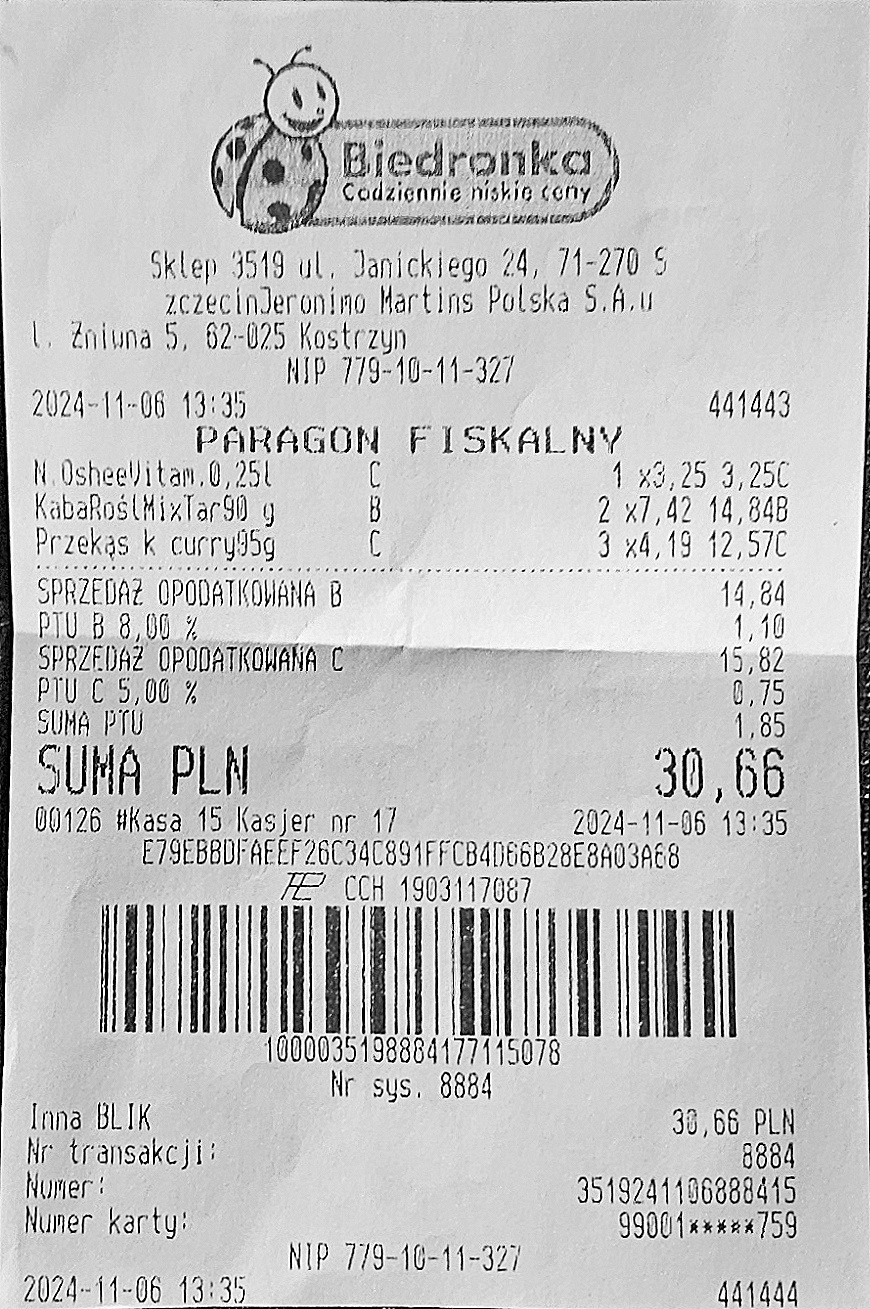 Biedronka
Codziennie niskie ceny
Sklep 3519 ul. Janickiego 24, 71-270 S
zczecinJeronimo Martins Polska S.A.u
l. Żniwna 5, 62-025 Kostrzyn
NIP 779-10-11-327
2024-11-06 13:35 441443
PARAGON FISKALNY
N.OsheeVitam.0,25l C 1 x3,25 3,25C
KabaRoślMixTar90 g B 2 x7,42 14,84B
Przekąs k curry95g C 3 x4,19 12,57C
SPRZEDAŻ OPODATKOWANA B 14,84
PTU B 8,00 % 1,10
SPRZEDAŻ OPODATKOWANA C 15,82
PTU C 5,00 % 0,75
SUMA PTU 1,85
SUMA PLN 30,66
00126 #Kasa 15 Kasjer nr 17 2024-11-06 13:35
E79EBBDFAEEF26C34C891FFCB4D66B28E8A03A68
CCH 1903117087
1000035198884177115078
Nr sys. 8884
Inna BLIK 30,66 PLN
Nr transakcji: 8884
Numer: 3519241106888415
Numer karty: 99001*****759
NIP 779-10-11-327
2024-11-06 13:35 441444